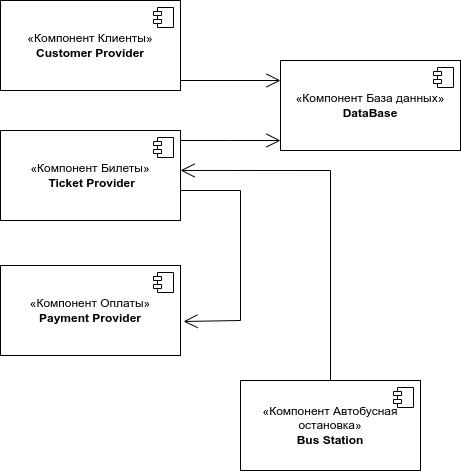 «Компонент Клиенты»
Customer Provider
«Компонент База данных»
DataBase
«Компонент Билеты»
Ticket Provider
«Компонент Оплаты»
Payment Provider
«Компонент Автобусная
остановка»
Bus Station